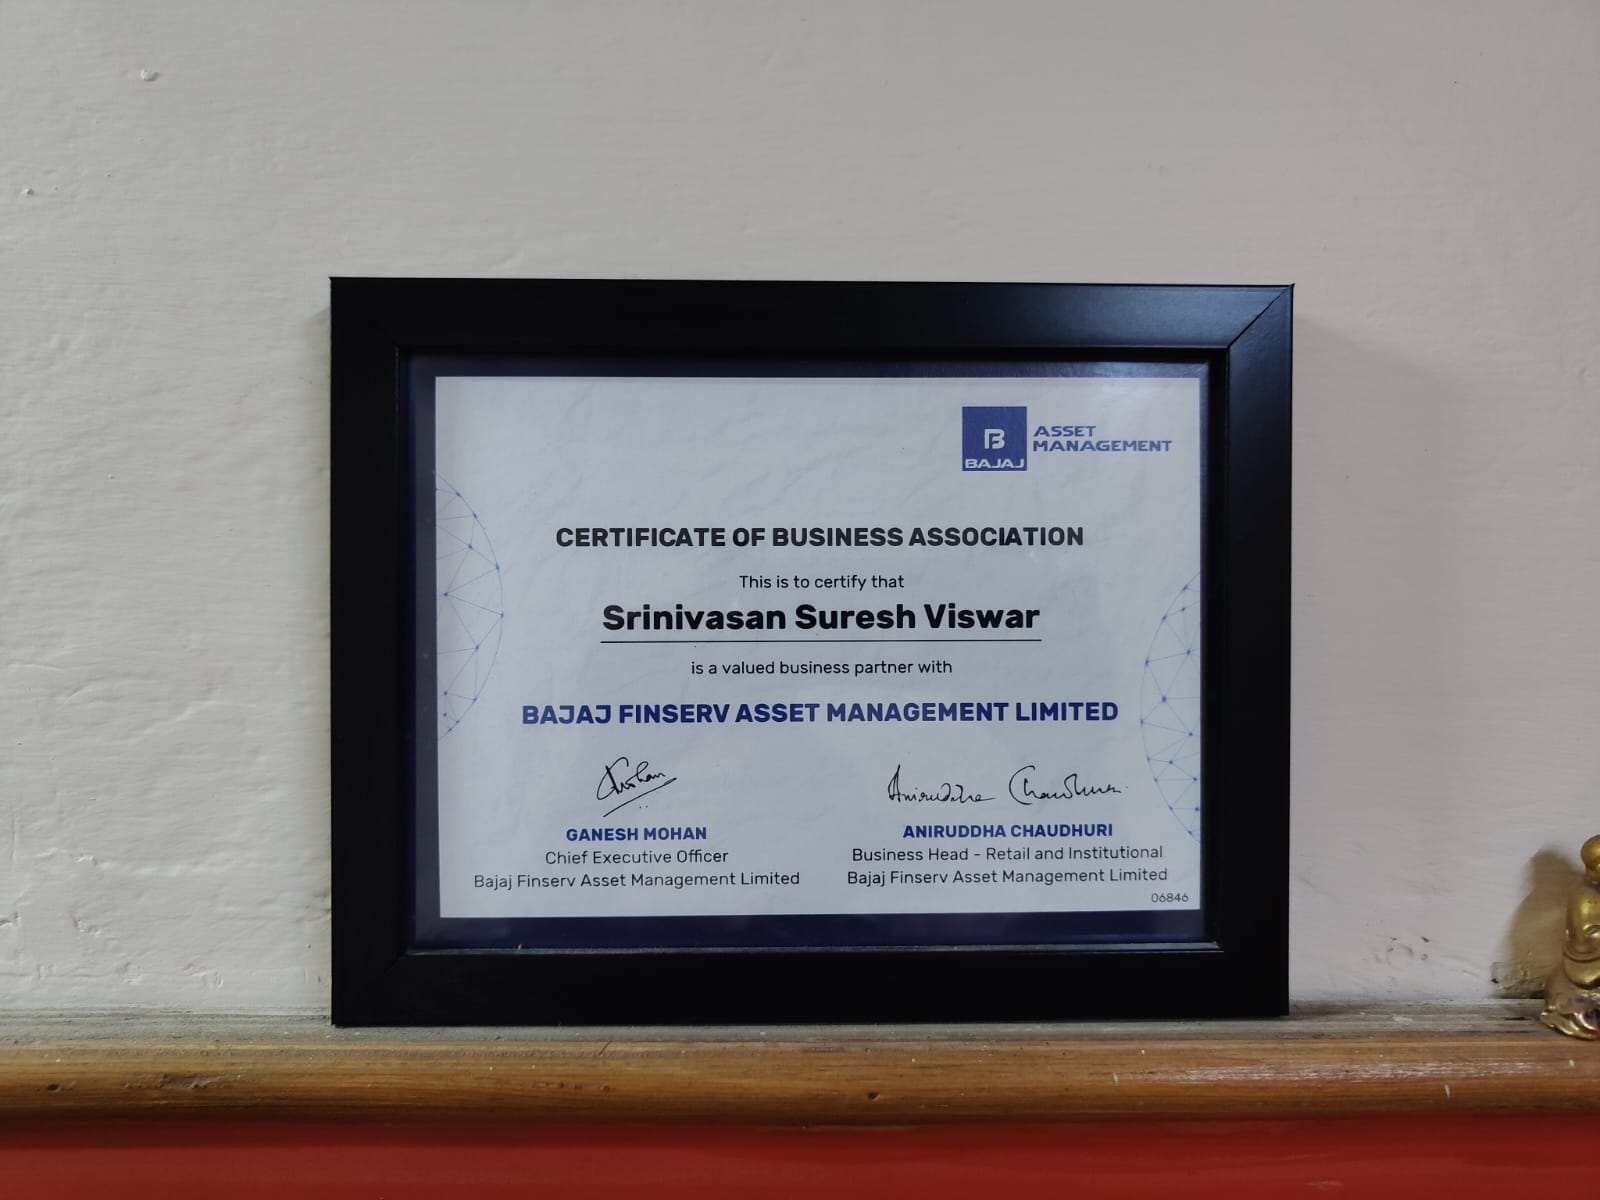 B
BAJAJ
ASSET
MANAGEMENT
CERTIFICATE OF BUSINESS ASSOCIATION
This is to certify that
Srinivasan Suresh Viswar
is a valued business partner with
BAJAJ FINSERV ASSET MANAGEMENT LIMITED
Aniruddha Chaudhuri
GANESH MOHAN
Chief Executive Officer
Bajaj Finserv Asset Management Limited
ANIRUDDHA CHAUDHURI
Business Head - Retail and Institutional
Bajaj Finserv Asset Management Limited
06846